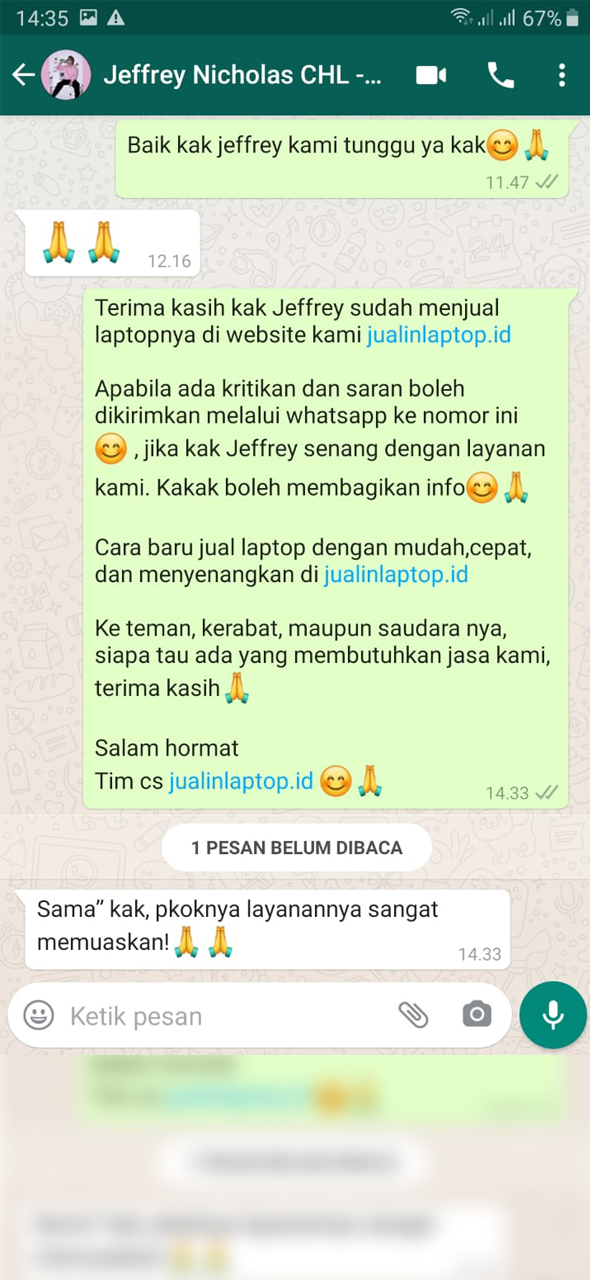 14:35
67%
Jeffrey Nicholas CHL -...
Baik kak jeffrey kami tunggu ya kak😊🙏
11.47
🙏🙏
12.16
Terima kasih kak Jeffrey sudah menjual
laptopnya di website kami jualinlaptop.id
Apabila ada kritikan dan saran boleh
dikirimkan melalui whatsapp ke nomor ini
😊 , jika kak Jeffrey senang dengan layanan
kami. Kakak boleh membagikan info😊🙏
Cara baru jual laptop dengan mudah,cepat,
dan menyenangkan di jualinlaptop.id
Ke teman, kerabat, maupun saudara nya,
siapa tau ada yang membutuhkan jasa kami,
terima kasih🙏
Salam hormat
Tim cs jualinlaptop.id 😊🙏
14.33
1 PESAN BELUM DIBACA
Sama” kak, pkoknya layanannya sangat
memuaskan!🙏🙏
14.33
Ketik pesan